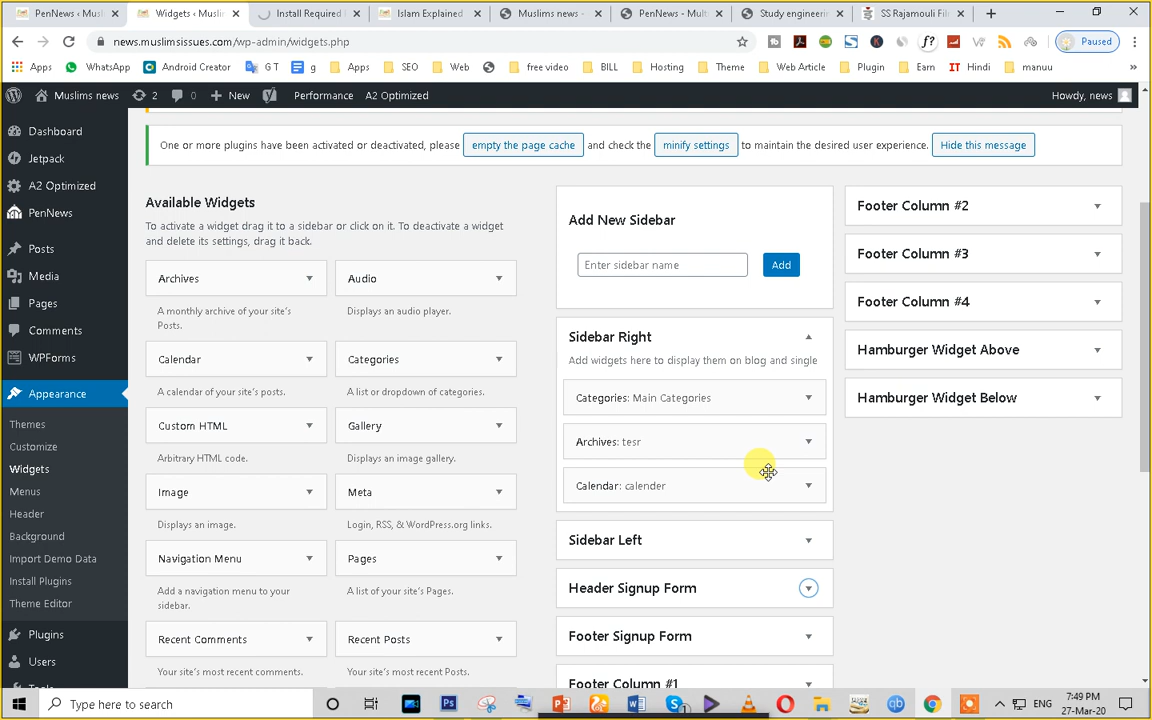 PenNews ‹ Musli
Widgets ‹ Muslin
Install Required
Islam Explained
Muslims news -
PenNews - Mult
Study engineeri
SS Rajamouli Fil
news.muslimsissues.com/wp-admin/widgets.php
Paused
Apps
WhatsApp
Android Creator
G T
g
Apps
SEO
Web
free video
BILL
Hosting
Theme
Web Article
Plugin
Earn
IT Hindi
manuu
»
Muslims news
2
0
New
Performance
A2 Optimized
Howdy, news
Dashboard
Jetpack
A2 Optimized
PenNews
Posts
Media
Pages
Comments
WPForms
Appearance
Themes
Customize
Widgets
Menus
Header
Background
Import Demo Data
Install Plugins
Theme Editor
Plugins
Users
Tools
One or more plugins have been activated or deactivated, please empty the page cache and check the minify settings to maintain the desired user experience. Hide this message
Available Widgets
To activate a widget drag it to a sidebar or click on it. To deactivate a widget
and delete its settings, drag it back.
Archives
A monthly archive of your site's
Posts.
Audio
Displays an audio player.
Calendar
A calendar of your site's posts.
Categories
A list or dropdown of categories.
Custom HTML
Arbitrary HTML code.
Gallery
Displays an image gallery.
Image
Displays an image.
Meta
Login, RSS, & WordPress.org links.
Navigation Menu
Add a navigation menu to your
sidebar.
Pages
A list of your site's Pages.
Recent Comments
Your site's most recent comments.
Recent Posts
Your site's most recent Posts.
Add New Sidebar
Enter sidebar name
Add
Sidebar Right
Add widgets here to display them on blog and single
Categories: Main Categories
Archives: tesr
Calendar: calender
Sidebar Left
Header Signup Form
Footer Signup Form
Footer Column #1
Footer Column #2
Footer Column #3
Footer Column #4
Hamburger Widget Above
Hamburger Widget Below
Type here to search
ENG
7:49 PM
27-Mar-20